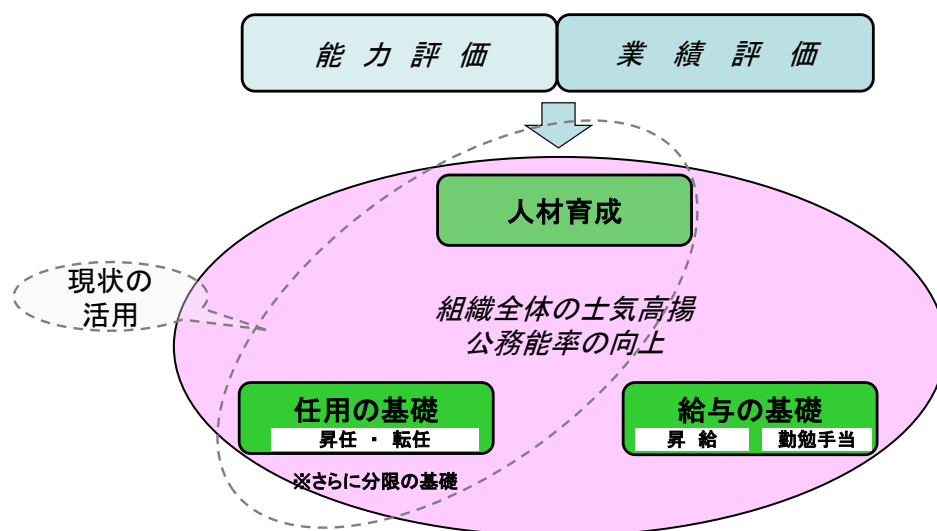 能力評価
業績評価
人材育成
現状の
活用
組織全体の士気高揚
公務能率の向上
任用の基礎
昇任 ・ 転任
※さらに分限の基礎
給与の基礎
昇 給
勤勉手当